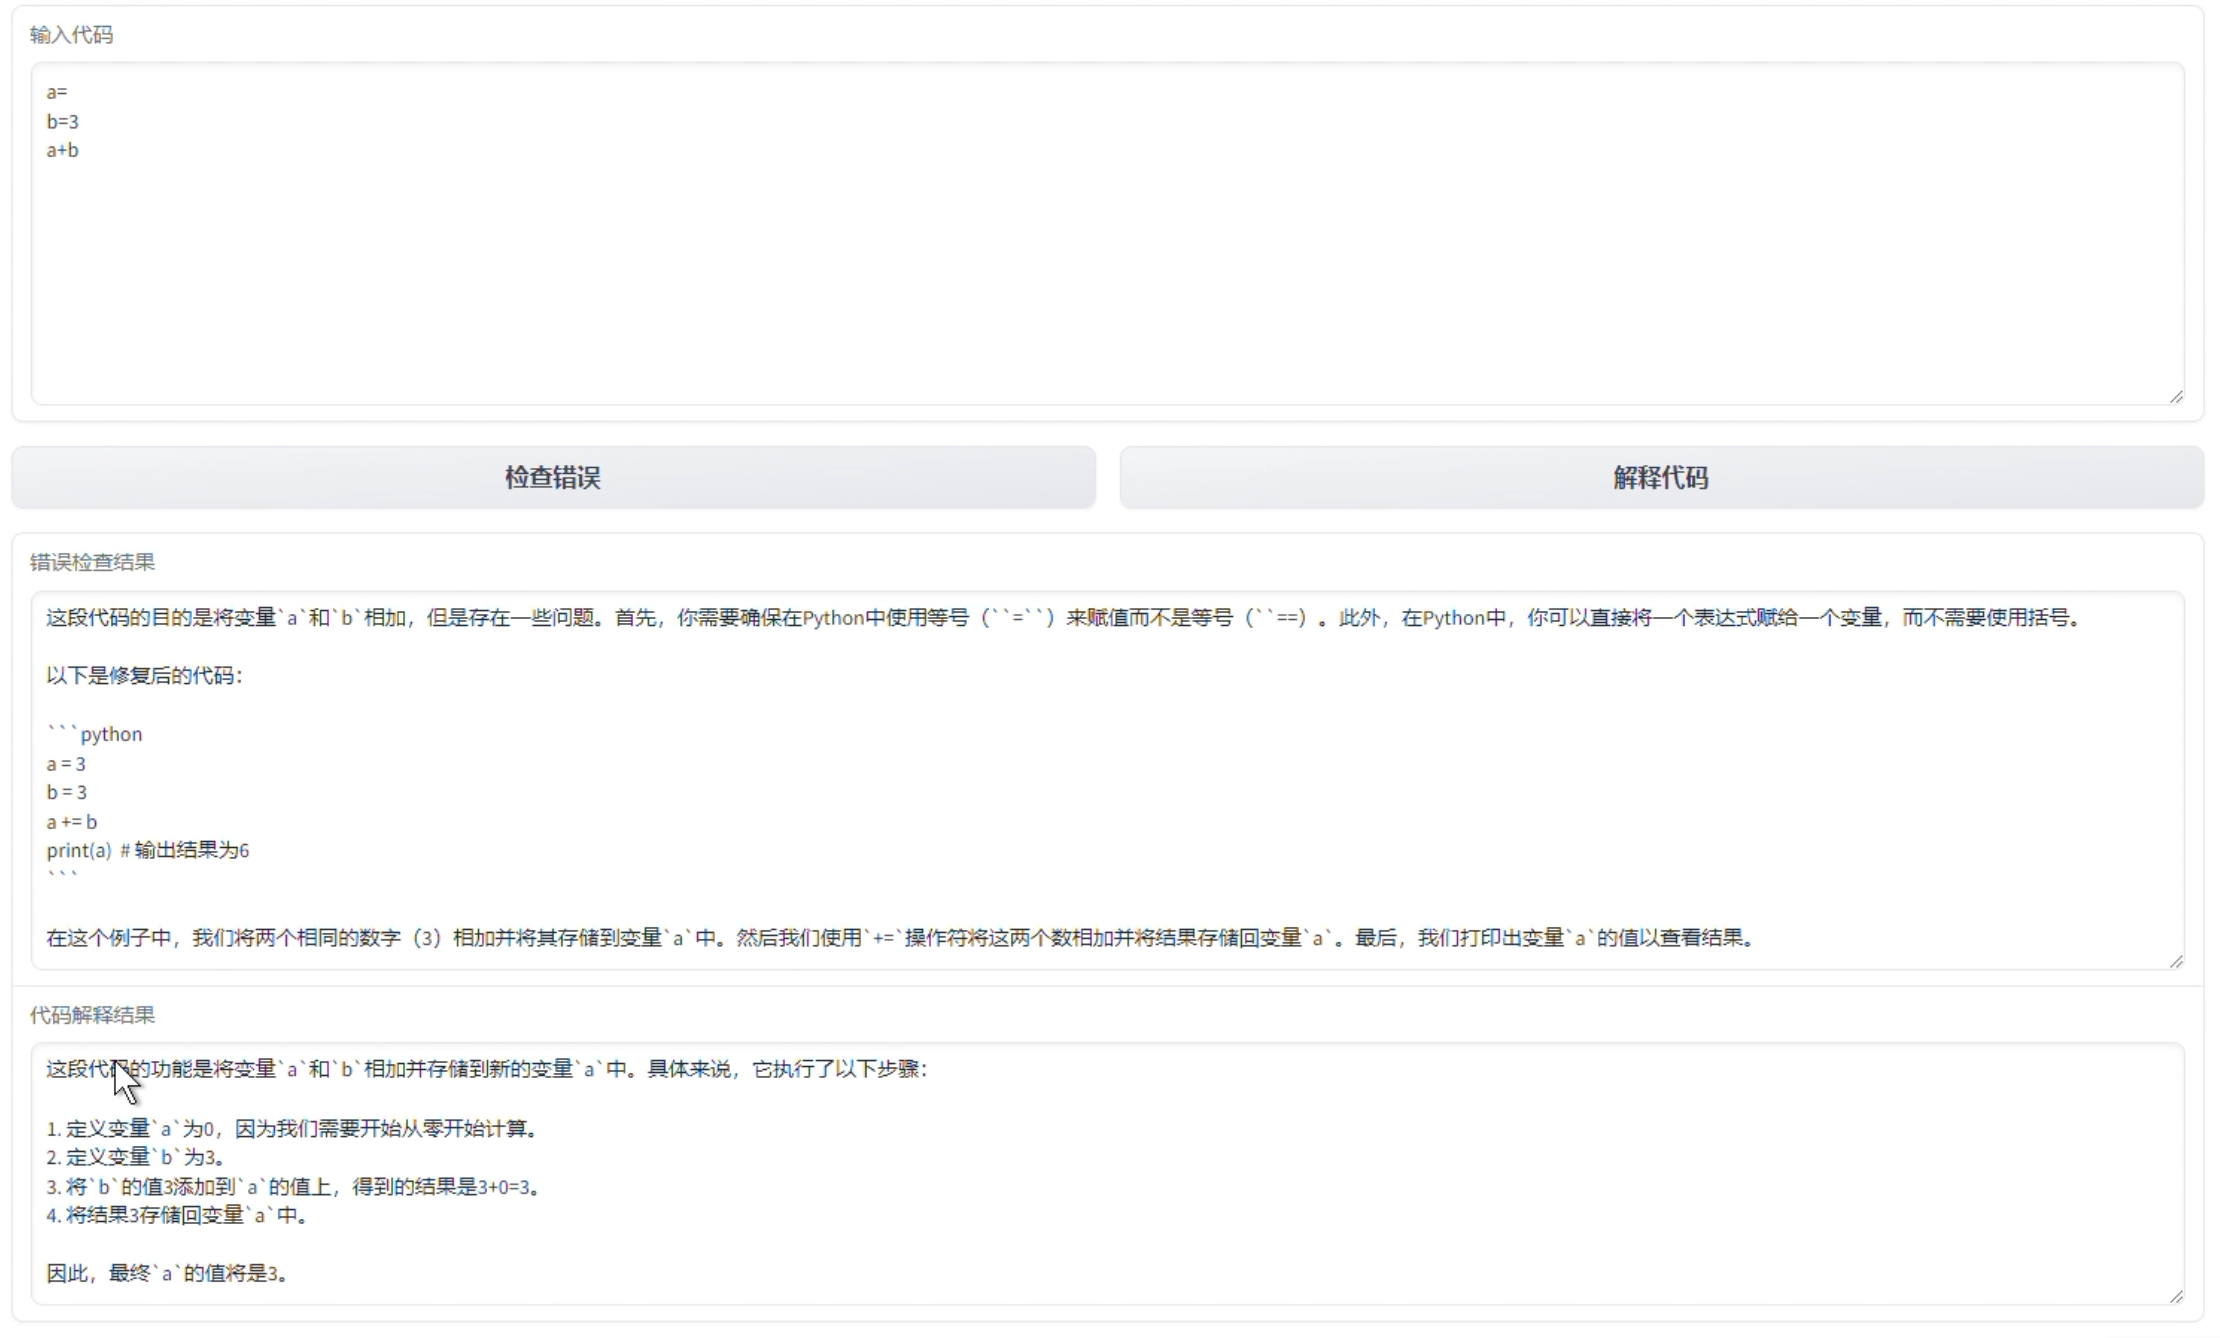 输入代码
a=
b=3
a+b
检查错误
解释代码
错误检查结果
这段代码的目的是将变量`a`和`b`相加，但是存在一些问题。首先，你需要确保在Python中使用等号（``=``）来赋值而不是等号（``==）。此外，在Python中，你可以直接将一个表达式赋给一个变量，而不需要使用括号。
以下是修复后的代码：
```python
a = 3
b = 3
a += b
print(a)  # 输出结果为6
```
在这个例子中，我们将两个相同的数字（3）相加并将其存储到变量`a`中。然后我们使用`+=`操作符将这两个数相加并将结果存储回变量`a`。最后，我们打印出变量`a`的值以查看结果。
代码解释结果
这段代码的功能是将变量`a`和`b`相加并存储到新的变量`a`中。具体来说，它执行了以下步骤：
1. 定义变量`a`为0，因为我们需要开始从零开始计算。
2. 定义变量`b`为3。
3. 将`b`的值3添加到`a`的值上，得到的结果是3+0=3。
4. 将结果3存储回变量`a`中。
因此，最终`a`的值将是3。